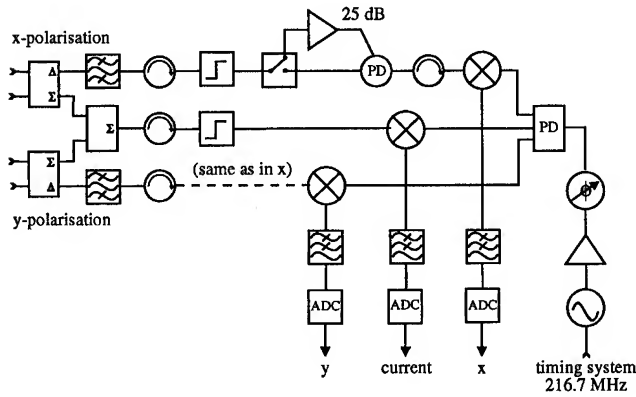 25 dB
x-polarisation
Δ
Σ
PD
Σ
PD
Σ
Δ
(same as in x)
y-polarisation
Φ
ADC
ADC
ADC
y
current
x
timing system
216.7 MHz